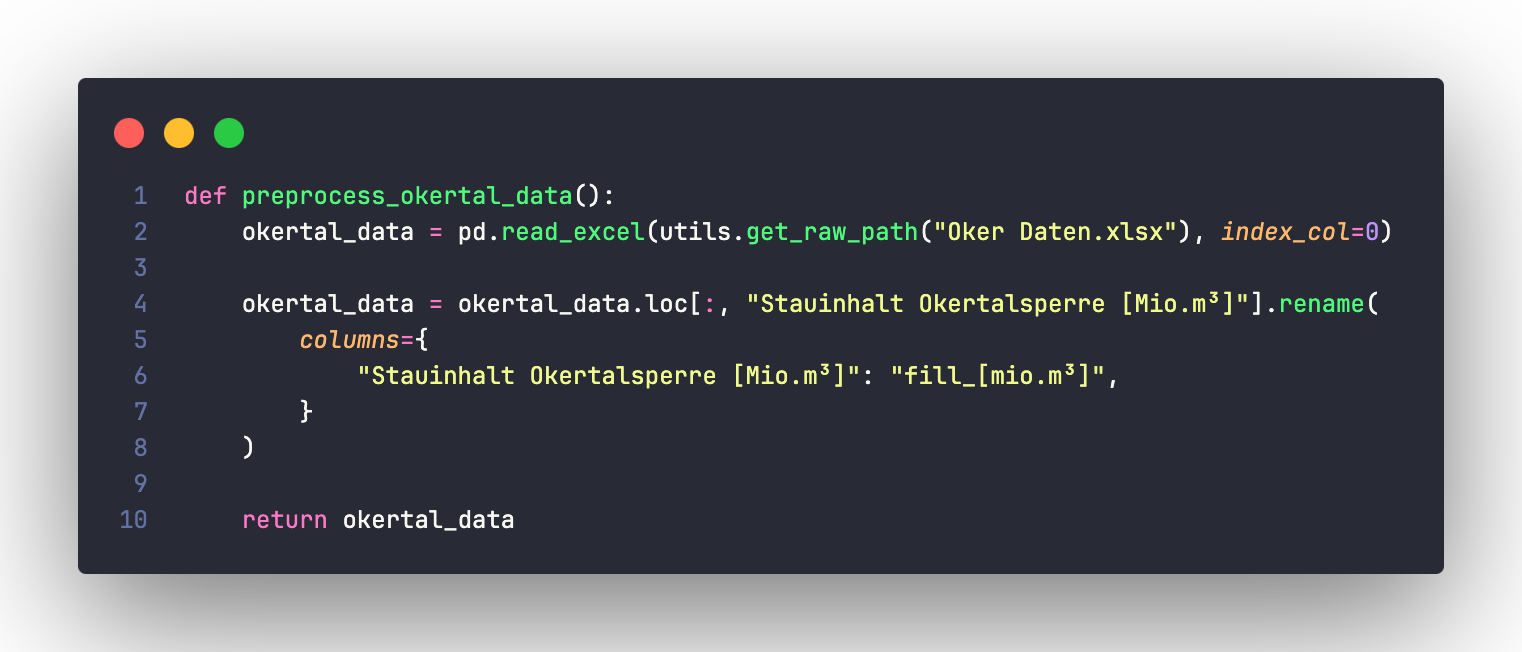 1 def preprocess_okertal_data():
2     okertal_data = pd.read_excel(utils.get_raw_path("Oker Daten.xlsx"), index_col=0)
3
4     okertal_data = okertal_data.loc[:, "Stauinhalt Okertalsperre [Mio.m³]"].rename(
5         columns={
6             "Stauinhalt Okertalsperre [Mio.m³]": "fill_[mio.m³]",
7         }
8     )
9
10     return okertal_data